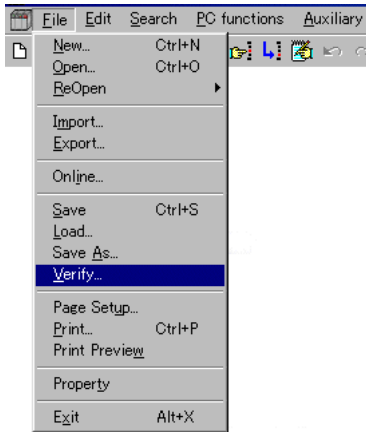 File Edit Search PC functions Auxiliary
New... Ctrl+N
Open... Ctrl+O
ReOpen
Import...
Export...
Online...
Save Ctrl+S
Load...
Save As...
Verify...
Page Setup...
Print... Ctrl+P
Print Preview
Property
Exit Alt+X